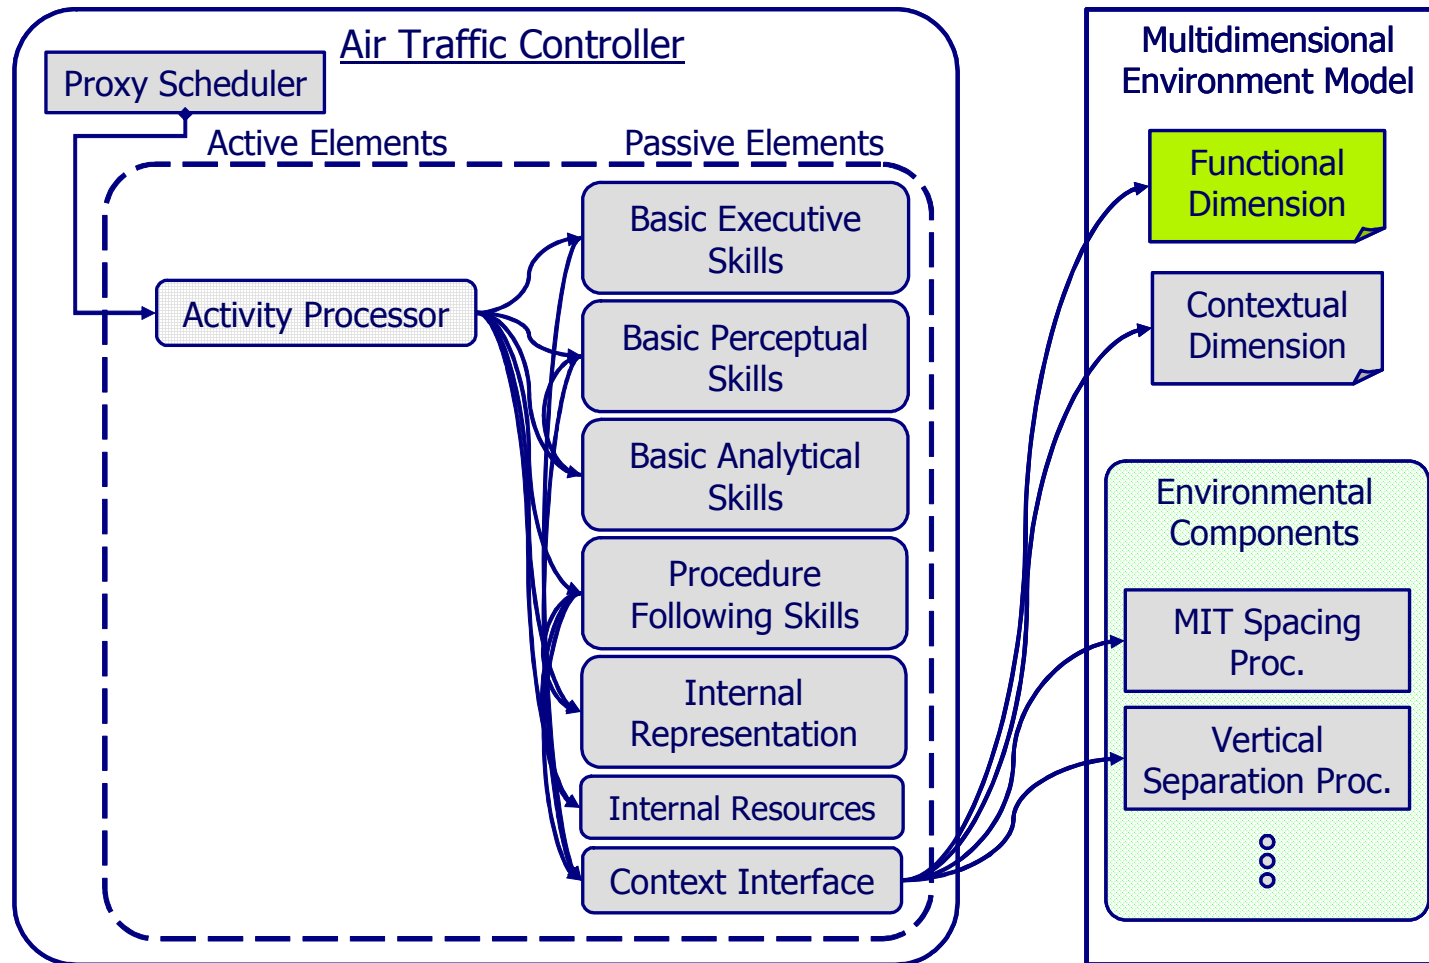 Air Traffic Controller
Proxy Scheduler
Active Elements
Passive Elements
Activity Processor
Basic Executive
Skills
Basic Perceptual
Skills
Basic Analytical
Skills
Procedure
Following Skills
Internal
Representation
Internal Resources
Context Interface
Multidimensional
Environment Model
Functional
Dimension
Contextual
Dimension
Environmental
Components
MIT Spacing
Proc.
Vertical
Separation Proc.